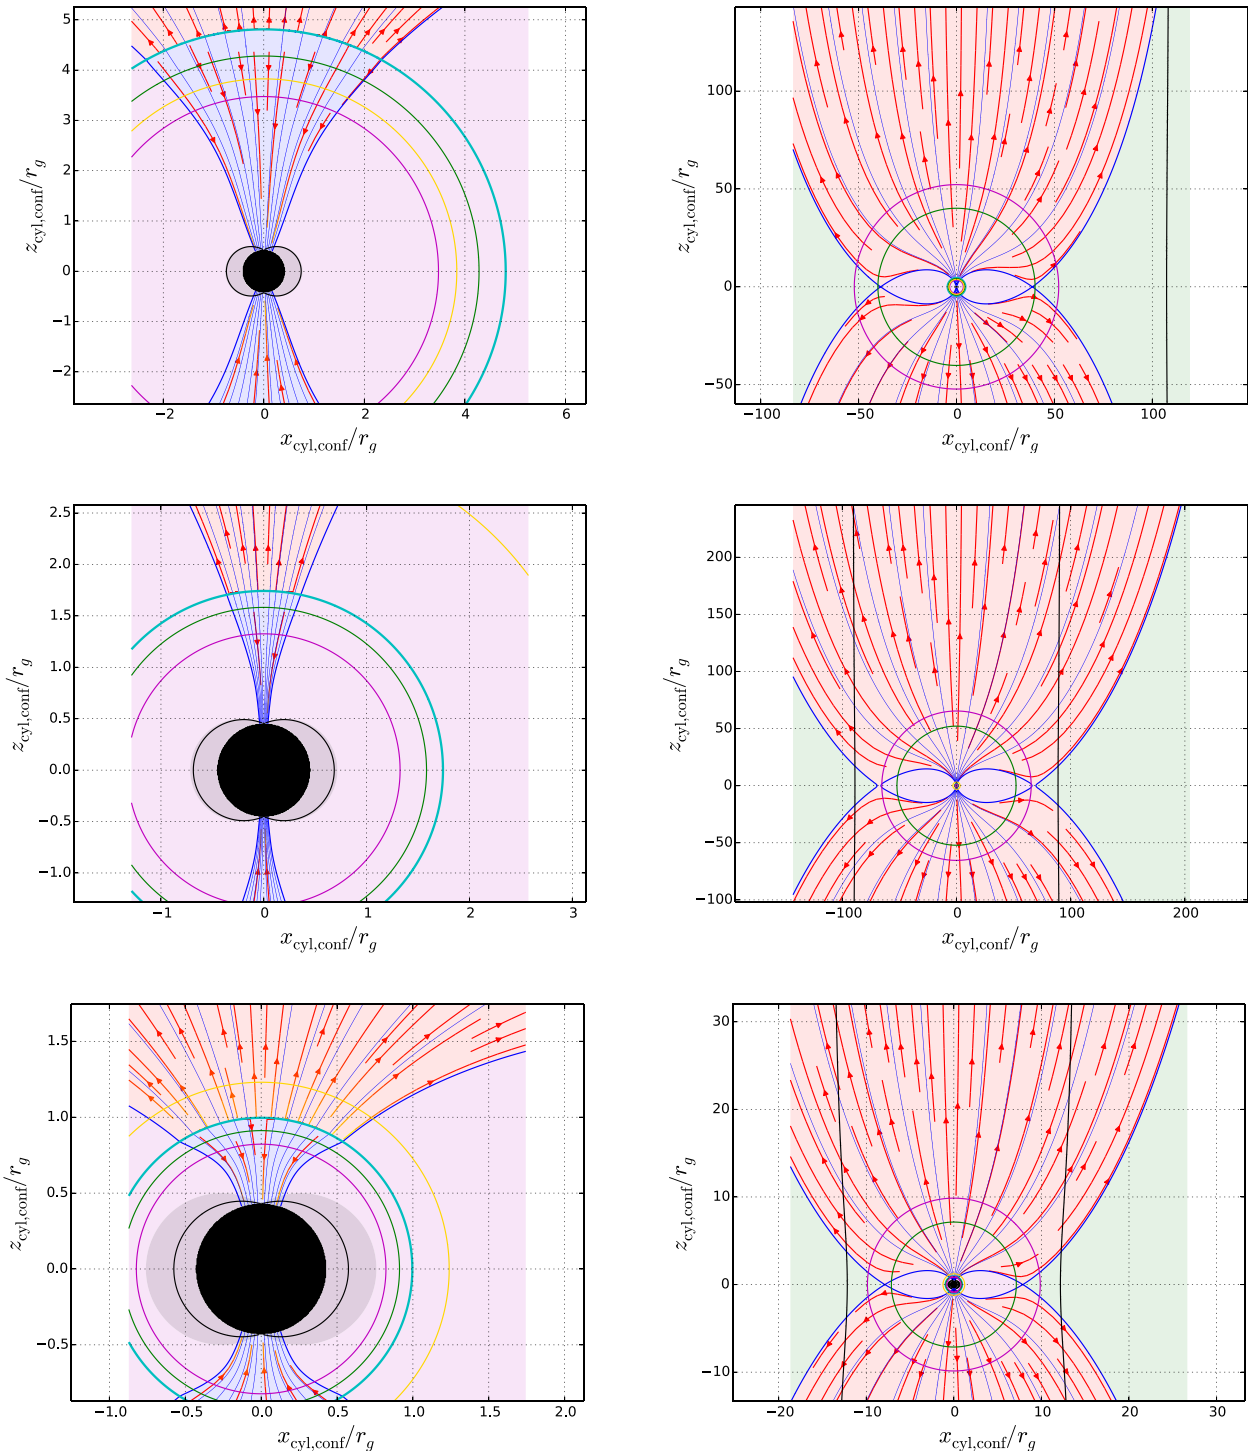 5
4
3
2
1
0
−1
−2
−2 0 2 4 6
x_cyl,conf/r_g
z_cyl,conf/r_g
100
50
0
−50
−100 −50 0 50 100
x_cyl,conf/r_g
z_cyl,conf/r_g
2.5
2.0
1.5
1.0
0.5
0.0
−0.5
−1.0
−1 0 1 2 3
x_cyl,conf/r_g
z_cyl,conf/r_g
200
150
100
50
0
−50
−100
−100 0 100 200
x_cyl,conf/r_g
z_cyl,conf/r_g
1.5
1.0
0.5
0.0
−0.5
−1.0 −0.5 0.0 0.5 1.0 1.5 2.0
x_cyl,conf/r_g
z_cyl,conf/r_g
30
20
10
0
−10
−20 −10 0 10 20 30
x_cyl,conf/r_g
z_cyl,conf/r_g